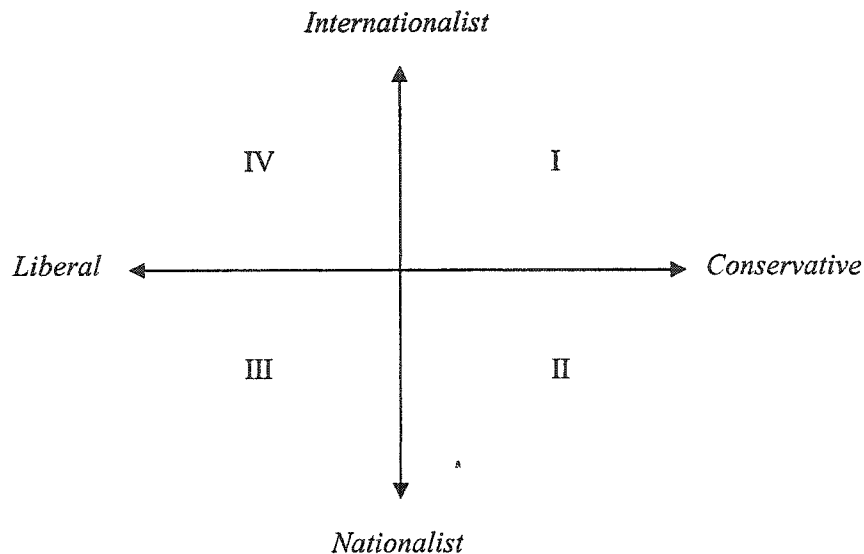 Internationalist
IV I
Liberal Conservative
III II
Nationalist